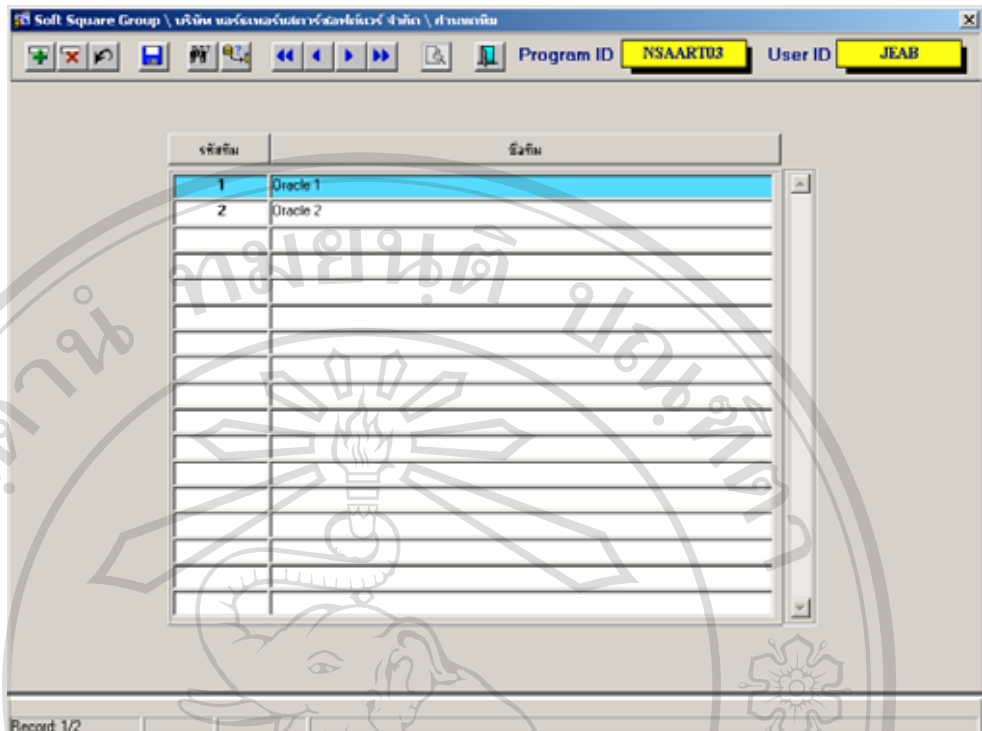 Soft Square Group \ บริษัท นอร์ธเทอร์นสตาร์ซอฟต์แวร์ จำกัด \
Program ID NSAART03 User ID JEAB
รหัสทีม ชื่อทีม
1 Oracle 1
2 Oracle 2
Record: 1/2